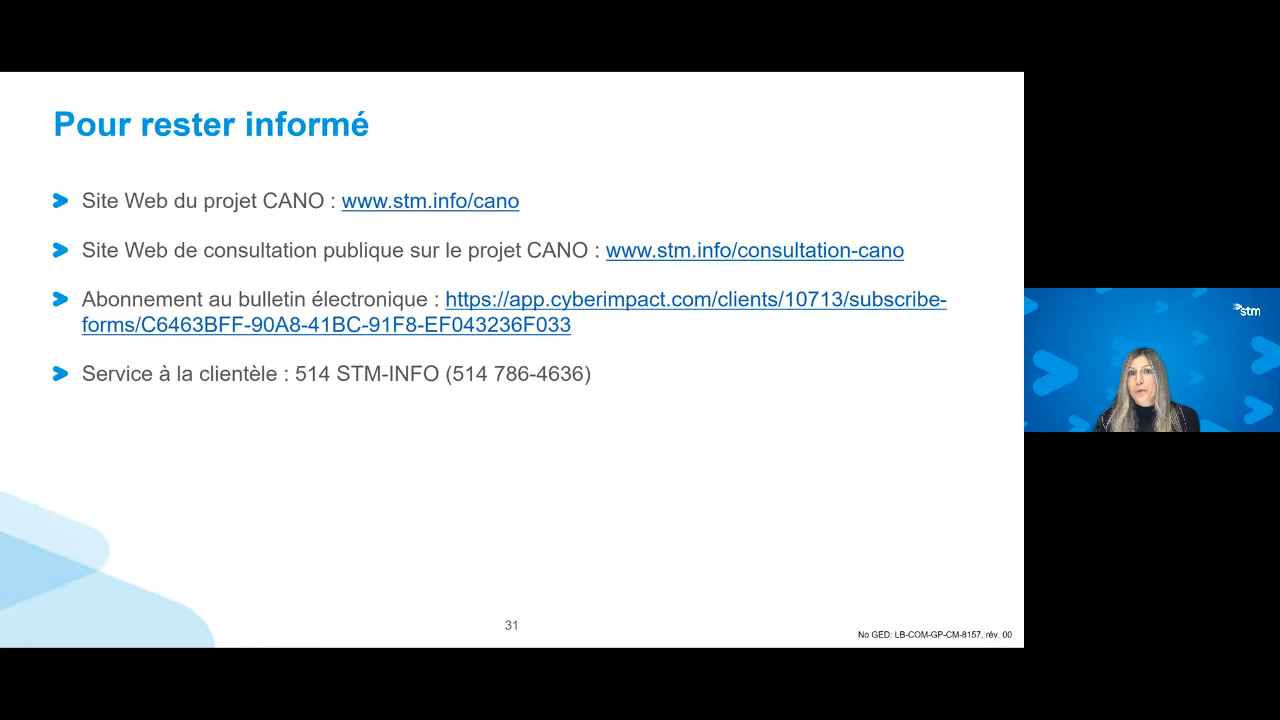 Pour rester informé
Site Web du projet CANO : www.stm.info/cano
Site Web de consultation publique sur le projet CANO : www.stm.info/consultation-cano
Abonnement au bulletin électronique : https://app.cyberimpact.com/clients/10713/subscribe-
forms/C6463BFF-90A8-41BC-91F8-EF043236F033
Service à la clientèle : 514 STM-INFO (514 786-4636)
31
No GED: LB-COM-GP-CM-8157, rév. 00
stm